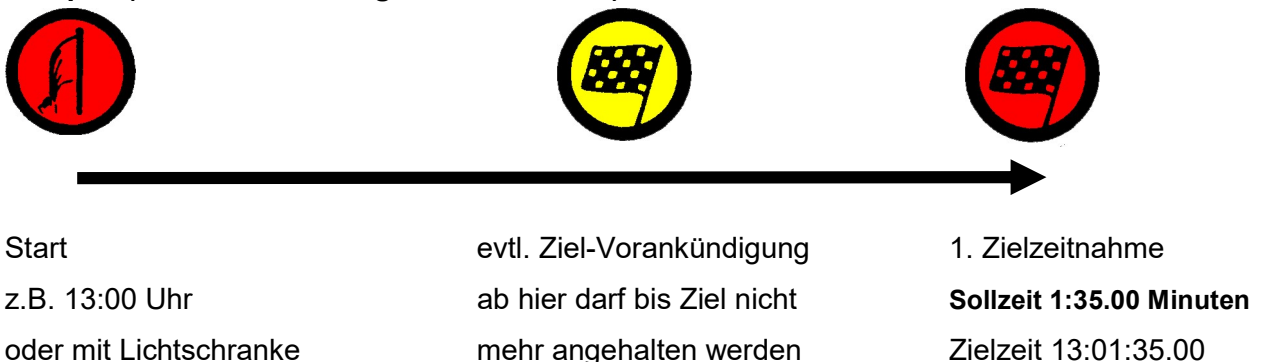 Start
z.B. 13:00 Uhr
oder mit Lichtschranke
evtl. Ziel-Vorankündigung
ab hier darf bis Ziel nicht
mehr angehalten werden
1. Zielzeitnahme
Sollzeit 1:35.00 Minuten
Zielzeit 13:01:35.00